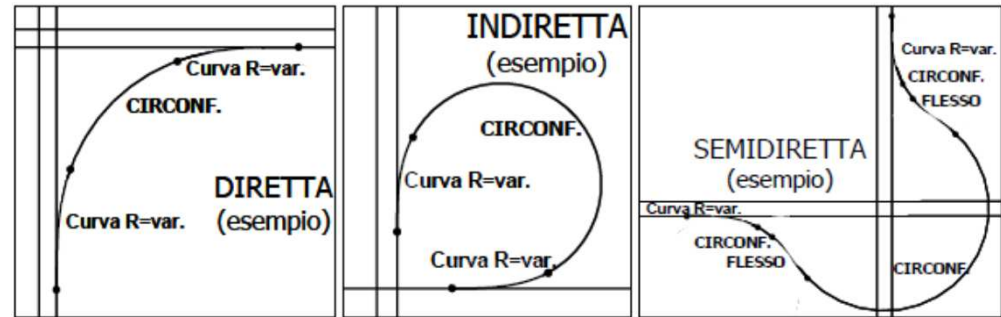 Curva R=var.
CIRCONF.
DIRETTA
(esempio)
Curva R=var.
INDIRETTA
(esempio)
CIRCONF.
Curva R=var.
Curva R=var.
Curva R=var.
CIRCONF.
FLESSO
SEMIDIRETTA
(esempio)
Curva R=var.
CIRCONF.
FLESSO
CIRCONF.